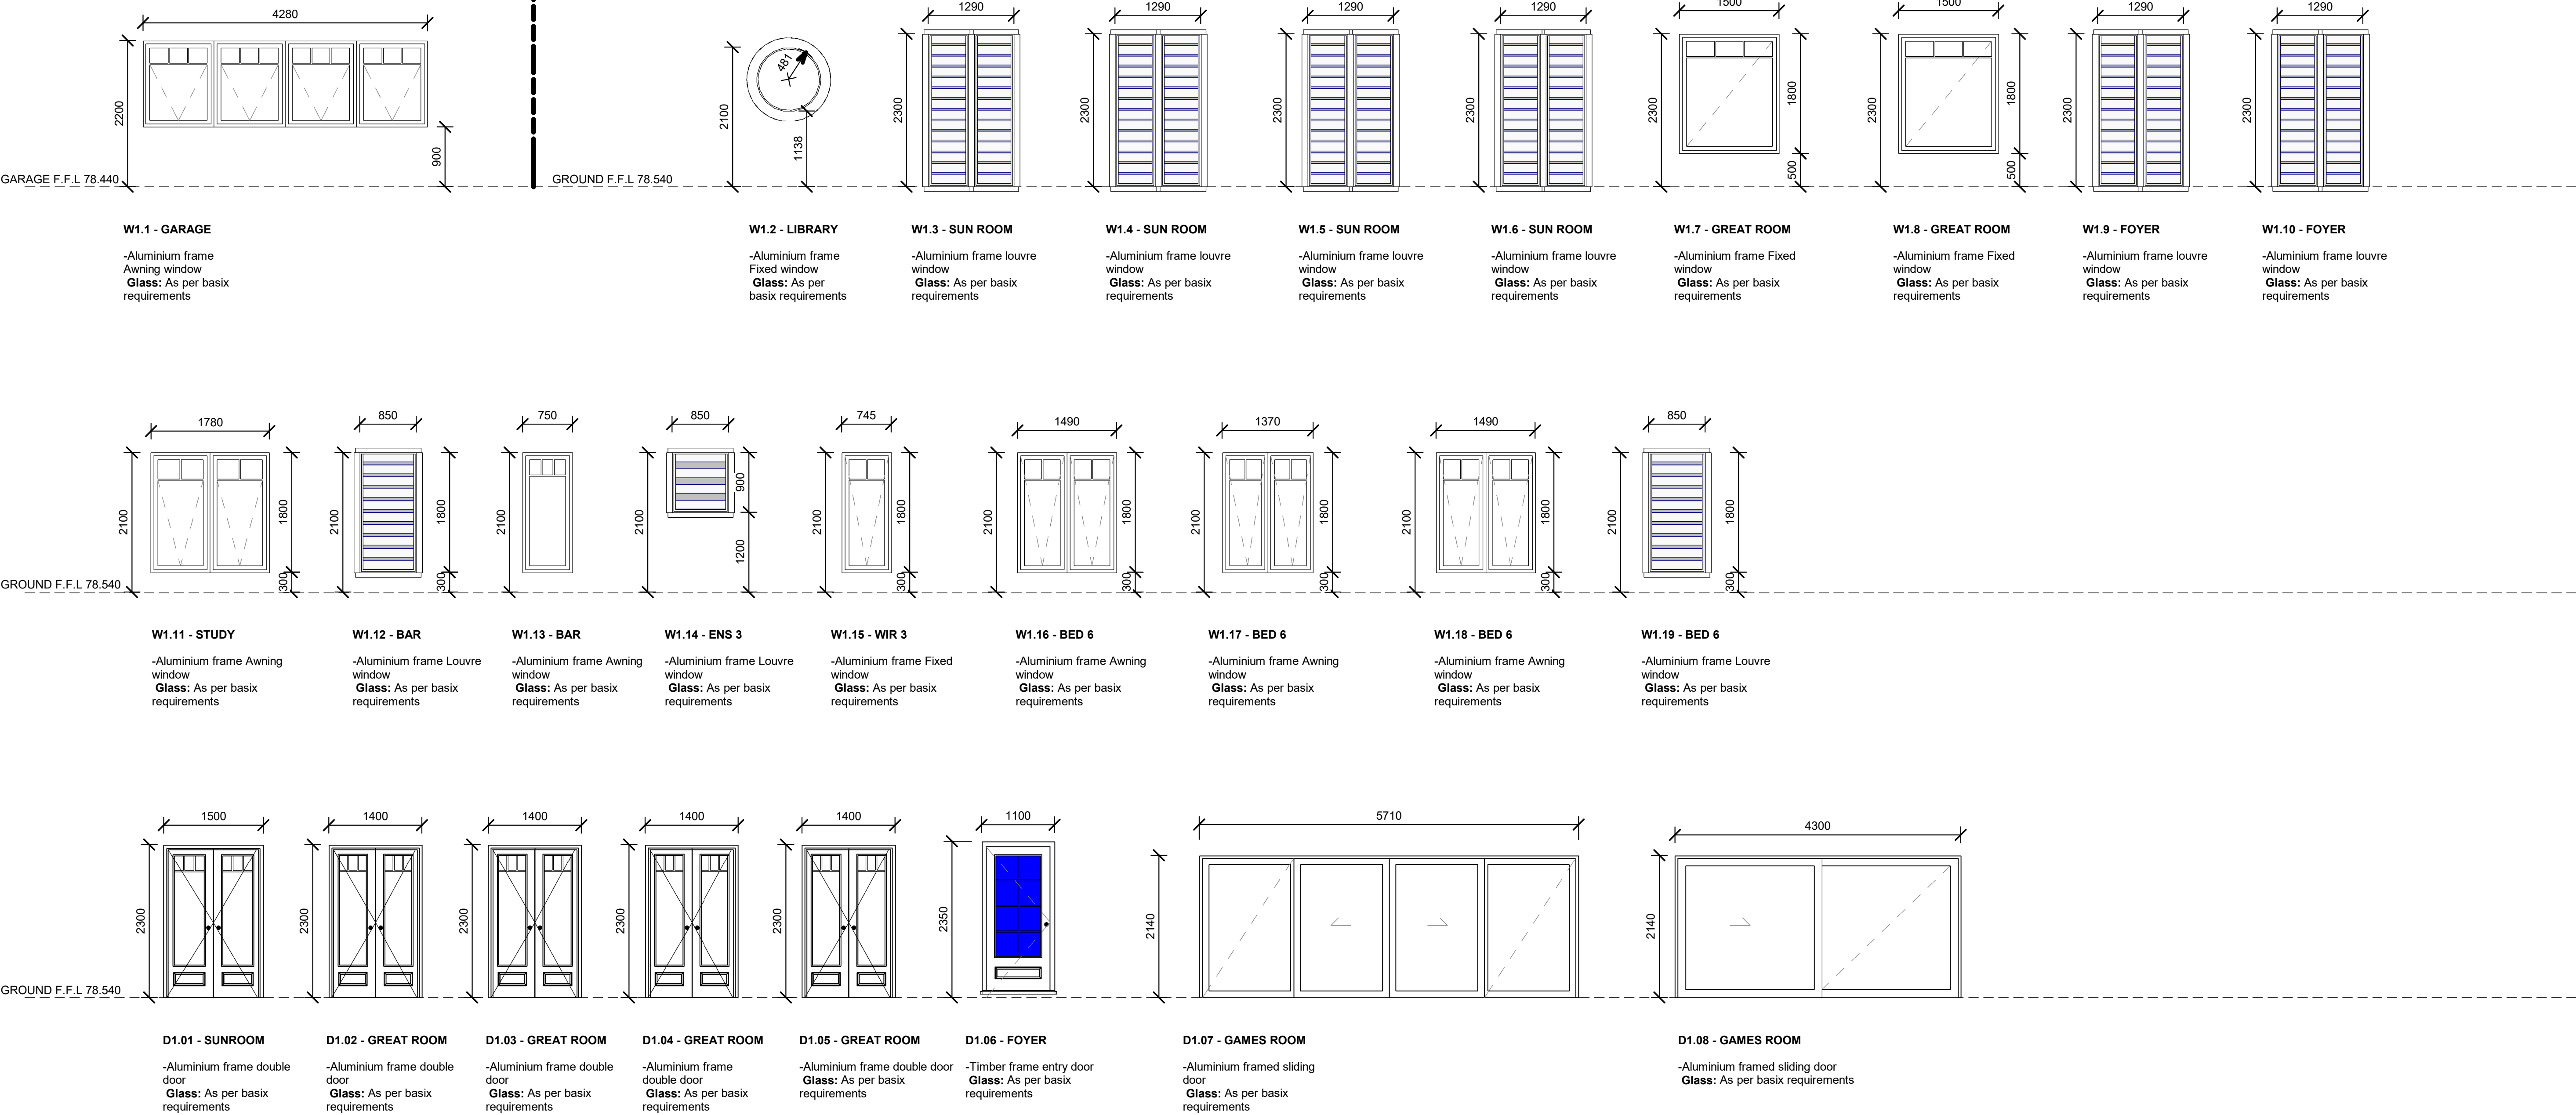 4280
1290
1290
1290
1290
1500
1500
1290
1290
2200
900
2100
481
1138
2300
2300
2300
2300
2300
1800
500
2300
1800
500
2300
2300
GARAGE F.F.L 78.440
GROUND F.F.L 78.540
W1.1 - GARAGE
-Aluminium frame
Awning window
Glass: As per basix
requirements
W1.2 - LIBRARY
-Aluminium frame
Fixed window
Glass: As per
basix requirements
W1.3 - SUN ROOM
-Aluminium frame louvre
window
Glass: As per basix
requirements
W1.4 - SUN ROOM
-Aluminium frame louvre
window
Glass: As per basix
requirements
W1.5 - SUN ROOM
-Aluminium frame louvre
window
Glass: As per basix
requirements
W1.6 - SUN ROOM
-Aluminium frame louvre
window
Glass: As per basix
requirements
W1.7 - GREAT ROOM
-Aluminium frame Fixed
window
Glass: As per basix
requirements
W1.8 - GREAT ROOM
-Aluminium frame Fixed
window
Glass: As per basix
requirements
W1.9 - FOYER
-Aluminium frame louvre
window
Glass: As per basix
requirements
W1.10 - FOYER
-Aluminium frame louvre
window
Glass: As per basix
requirements
1780
850
750
850
745
1490
1370
1490
850
2100
1800
300
2100
1800
300
2100
2100
900
1200
2100
1800
300
2100
1800
300
2100
1800
300
2100
1800
300
2100
1800
300
GROUND F.F.L 78.540
W1.11 - STUDY
-Aluminium frame Awning
window
Glass: As per basix
requirements
W1.12 - BAR
-Aluminium frame Louvre
window
Glass: As per basix
requirements
W1.13 - BAR
-Aluminium frame Awning
window
Glass: As per basix
requirements
W1.14 - ENS 3
-Aluminium frame Louvre
window
Glass: As per basix
requirements
W1.15 - WIR 3
-Aluminium frame Fixed
window
Glass: As per basix
requirements
W1.16 - BED 6
-Aluminium frame Awning
window
Glass: As per basix
requirements
W1.17 - BED 6
-Aluminium frame Awning
window
Glass: As per basix
requirements
W1.18 - BED 6
-Aluminium frame Awning
window
Glass: As per basix
requirements
W1.19 - BED 6
-Aluminium frame Louvre
window
Glass: As per basix
requirements
1500
1400
1400
1400
1400
1100
5710
4300
2300
2300
2300
2300
2300
2350
2140
2140
GROUND F.F.L 78.540
D1.01 - SUNROOM
-Aluminium frame double
door
Glass: As per basix
requirements
D1.02 - GREAT ROOM
-Aluminium frame double
door
Glass: As per basix
requirements
D1.03 - GREAT ROOM
-Aluminium frame double
door
Glass: As per basix
requirements
D1.04 - GREAT ROOM
-Aluminium frame
double door
Glass: As per basix
requirements
D1.05 - GREAT ROOM
-Aluminium frame double door
Glass: As per basix
requirements
D1.06 - FOYER
-Timber frame entry door
Glass: As per basix
requirements
D1.07 - GAMES ROOM
-Aluminium framed sliding
door
Glass: As per basix
requirements
D1.08 - GAMES ROOM
-Aluminium framed sliding door
Glass: As per basix requirements